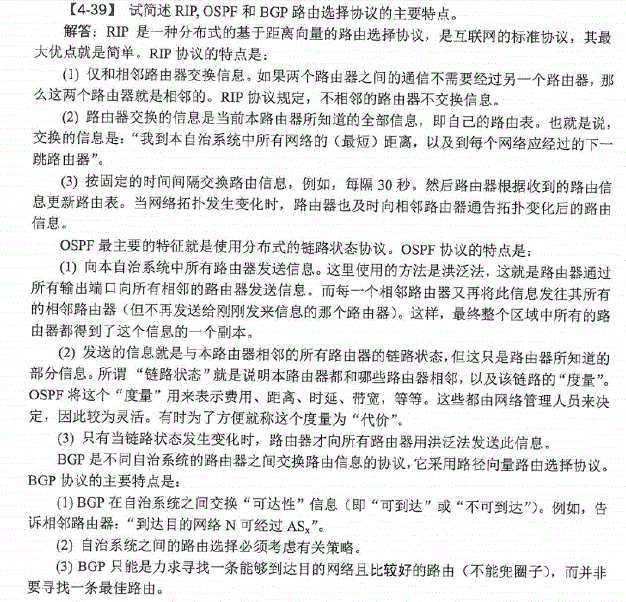 【4-39】 试简述 RIP, OSPF 和 BGP 路由选择协议的主要特点。
解答：RIP 是一种分布式的基于距离向量的路由选择协议，是互联网的标准协议，其最
大优点就是简单。RIP 协议的特点是：
(1) 仅和相邻路由器交换信息。如果两个路由器之间的通信不需要经过另一个路由器，那
么这两个路由器就是相邻的。RIP 协议规定，不相邻的路由器不交换信息。
(2) 路由器交换的信息是当前本路由器所知道的全部信息，即自己的路由表。也就是说，
交换的信息是：“我到本自治系统中所有网络的（最短）距离，以及到每个网络应经过的下一
跳路由器”。
(3) 按固定的时间间隔交换路由信息，例如，每隔 30 秒。然后路由器根据收到的路由信
息更新路由表。当网络拓扑发生变化时，路由器也及时向相邻路由器通告拓扑变化后的路由
信息。
OSPF 最主要的特征就是使用分布式的链路状态协议。OSPF 协议的特点是：
(1) 向本自治系统中所有路由器发送信息。这里使用的方法是洪泛法，这就是路由器通过
所有输出端口向所有相邻的路由器发送信息。而每一个相邻路由器又再将此信息发往其所有
的相邻路由器（但不再发送给刚刚发来信息的那个路由器）。这样，最终整个区域中所有的路
由器都得到了这个信息的一个副本。
(2) 发送的信息就是与本路由器相邻的所有路由器的链路状态，但这只是路由器所知道的
部分信息。所谓 “链路状态”就是说明本路由器都和哪些路由器相邻，以及该链路的“度量”。
OSPF 将这个 “度量”用来表示费用、距离、时延、带宽，等等。这些都由网络管理人员来决
定，因此较为灵活。有时为了方便就称这个度量为 “代价”。
(3) 只有当链路状态发生变化时，路由器才向所有路由器用洪泛法发送此信息。
BGP 是不同自治系统的路由器之间交换路由信息的协议，它采用路径向量路由选择协议。
BGP 协议的主要特点是：
(1) BGP 在自治系统之间交换“可达性”信息（即“可到达”或“不可到达”）。例如，告
诉相邻路由器：“到达目的网络 N 可经过 ASₓ”。
(2) 自治系统之间的路由选择必须考虑有关策略。
(3) BGP 只能是力求寻找一条能够到达目的网络且比较好的路由（不能兜圈子），而并非
要寻找一条最佳路由。